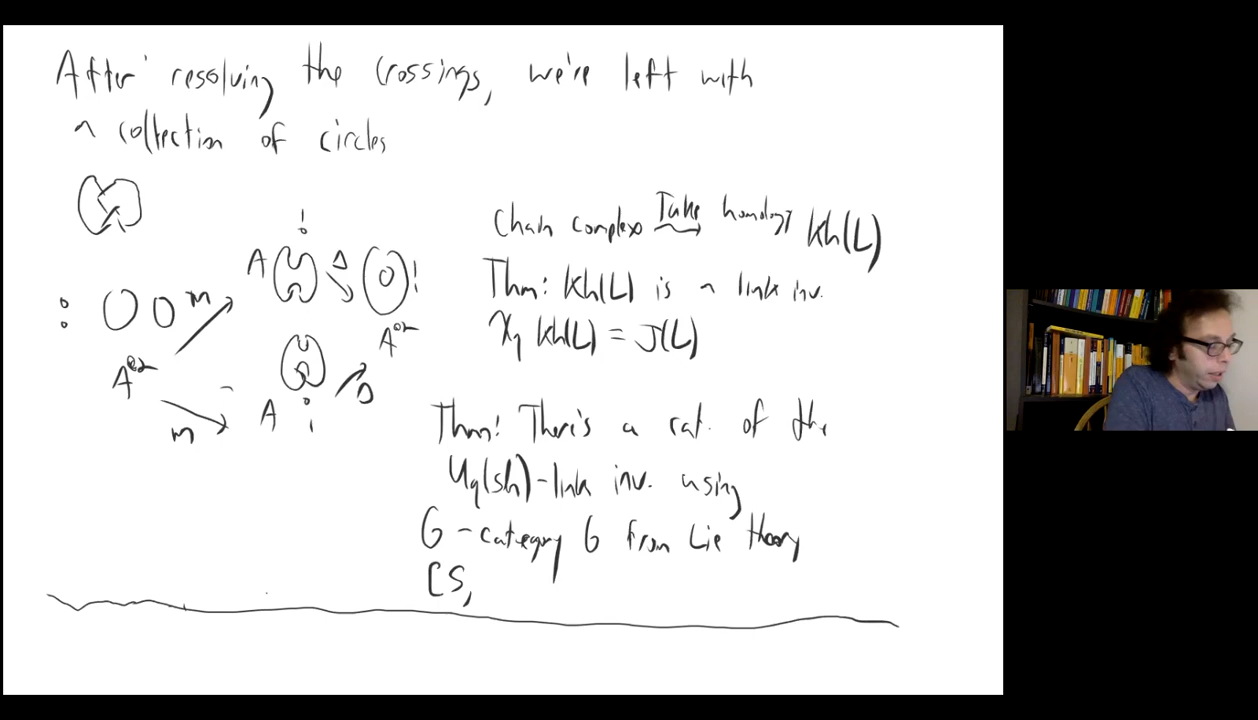 After resolving the crossings, we're left with
a collection of circles
Chain complex Take homology Kh(L)
Thm: Kh(L) is a link inv.
χq Kh(L) = J(L)
A Δ
m
A⊗2
A⊗2
A
Δ
m
Thm: There's a cat. of the
Uq(sl2)-link inv. using
G-category O from Lie theory
[S,